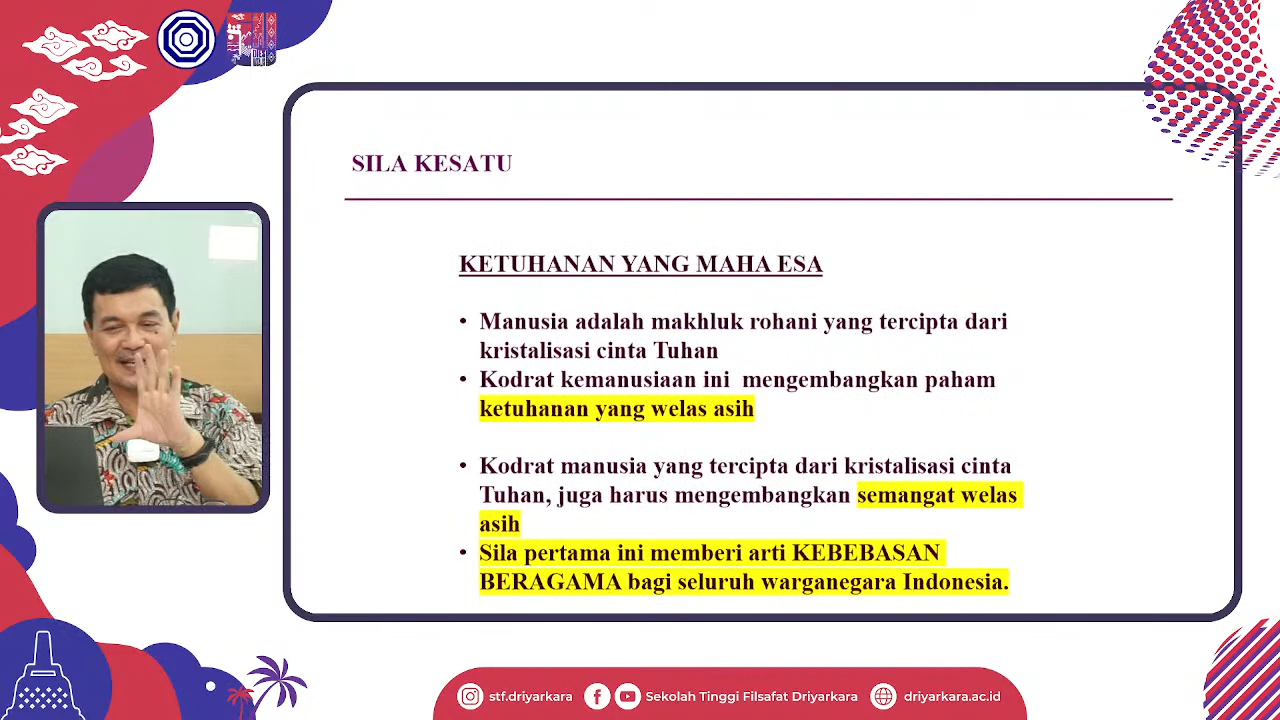 SILA KESATU
KETUHANAN YANG MAHA ESA
• Manusia adalah makhluk rohani yang tercipta dari
kristalisasi cinta Tuhan
• Kodrat kemanusiaan ini mengembangkan paham
ketuhanan yang welas asih
• Kodrat manusia yang tercipta dari kristalisasi cinta
Tuhan, juga harus mengembangkan semangat welas
asih
• Sila pertama ini memberi arti KEBEBASAN
BERAGAMA bagi seluruh warganegara Indonesia.
stf.driyarkara Sekolah Tinggi Filsafat Driyarkara driyarkara.ac.id